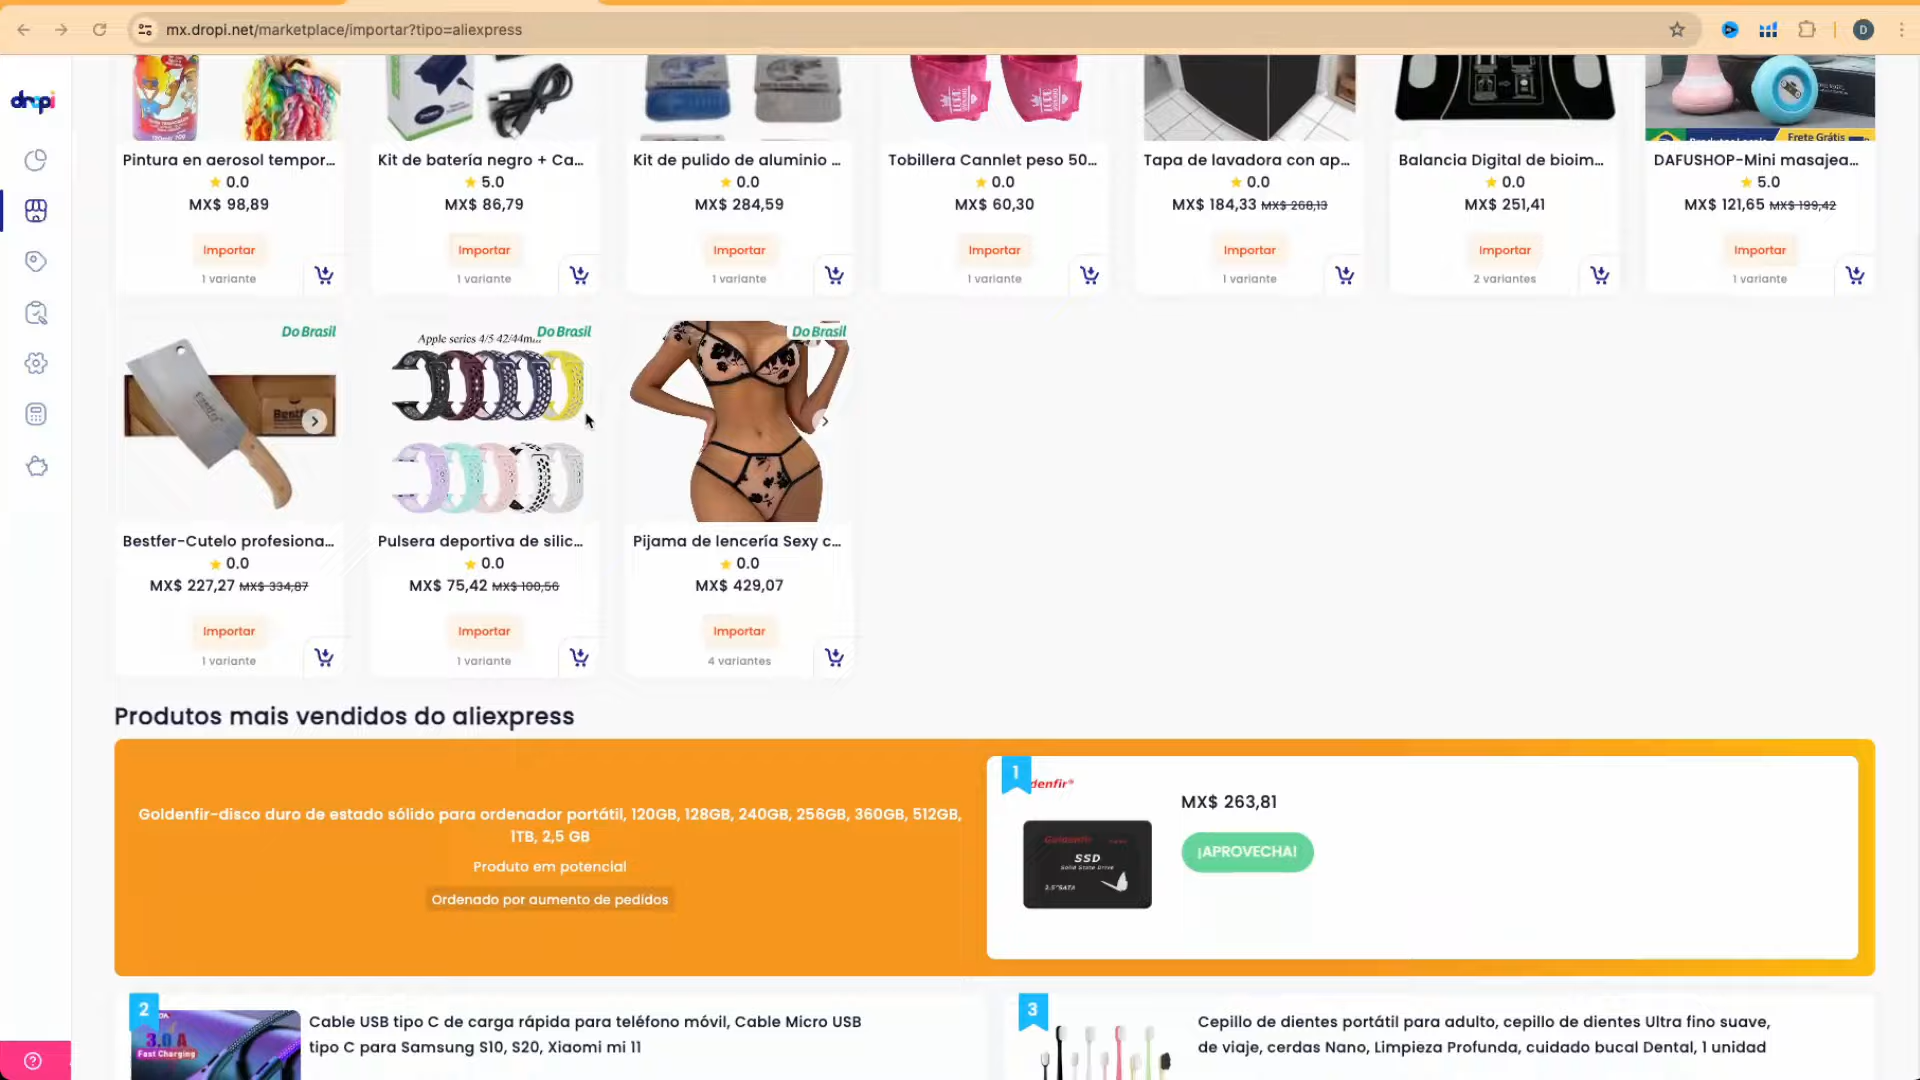 mx.dropi.net/marketplace/importar?tipo=aliexpress
D
dropi
Frete Grátis
Pintura en aerosol tempor...
0.0
MX$ 98,89
Importar
1 variante
Kit de batería negro + Ca...
5.0
MX$ 86,79
Importar
1 variante
Kit de pulido de aluminio ...
0.0
MX$ 284,59
Importar
1 variante
Tobillera Cannlet peso 50...
0.0
MX$ 60,30
Importar
1 variante
Tapa de lavadora con ap...
0.0
MX$ 184,33 MX$ 268,13
Importar
1 variante
Balancia Digital de bioim...
0.0
MX$ 251,41
Importar
2 variantes
DAFUSHOP-Mini masajea...
5.0
MX$ 121,65 MX$ 199,42
Importar
1 variante
Do Brasil
Bestfer-Cutelo profesiona...
0.0
MX$ 227,27 MX$ 334,87
Importar
1 variante
Do Brasil
Apple series 4/5 42/44m...
Pulsera deportiva de silic...
0.0
MX$ 75,42 MX$ 100,56
Importar
1 variante
Do Brasil
Pijama de lencería Sexy c...
0.0
MX$ 429,07
Importar
4 variantes
Produtos mais vendidos do aliexpress
Goldenfir-disco duro de estado sólido para ordenador portátil, 120GB, 128GB, 240GB, 256GB, 360GB, 512GB,
1TB, 2,5 GB
Produto em potencial
Ordenado por aumento de pedidos
1
denfir®
Goldenfir
SSD
Solid State Drive
2.5"SATA
MX$ 263,81
¡APROVECHA!
2
3.0 A
Fast Charging
Cable USB tipo C de carga rápida para teléfono móvil, Cable Micro USB
tipo C para Samsung S10, S20, Xiaomi mi 11
3
Cepillo de dientes portátil para adulto, cepillo de dientes Ultra fino suave,
de viaje, cerdas Nano, Limpieza Profunda, cuidado bucal Dental, 1 unidad